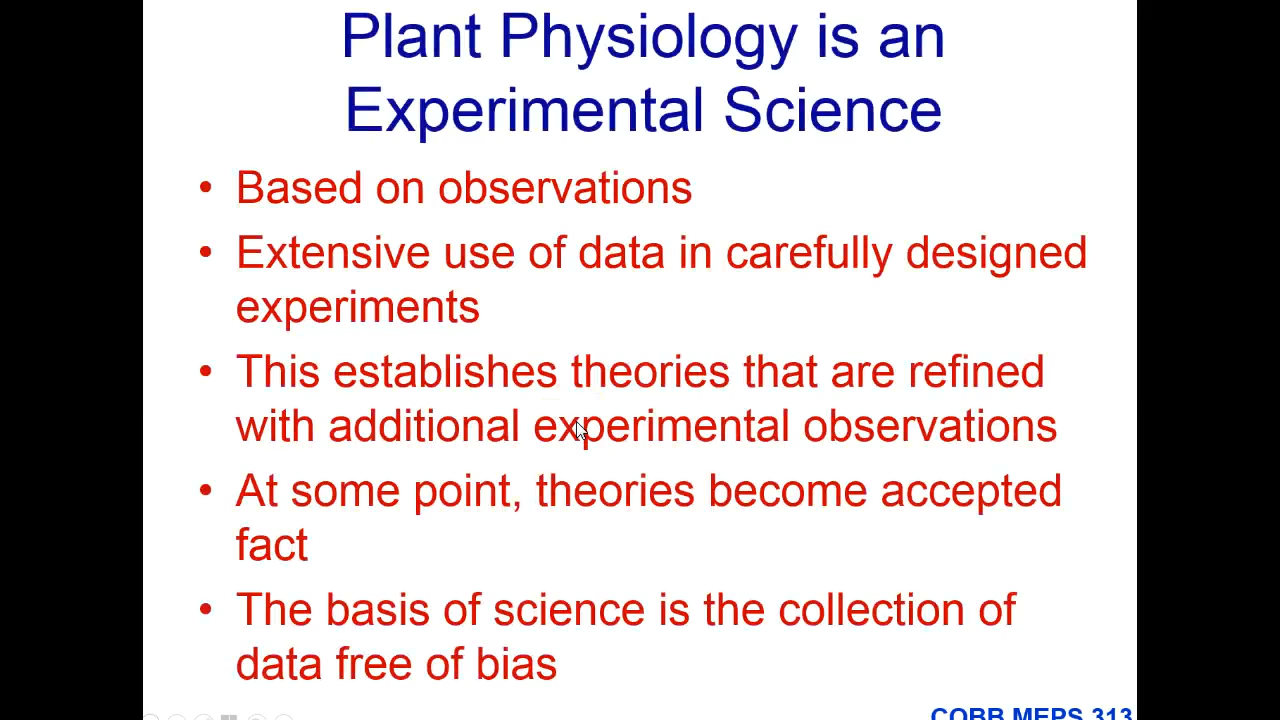 Plant Physiology is an
Experimental Science
• Based on observations
• Extensive use of data in carefully designed
experiments
• This establishes theories that are refined
with additional experimental observations
• At some point, theories become accepted
fact
• The basis of science is the collection of
data free of bias
COBB MEPS 313